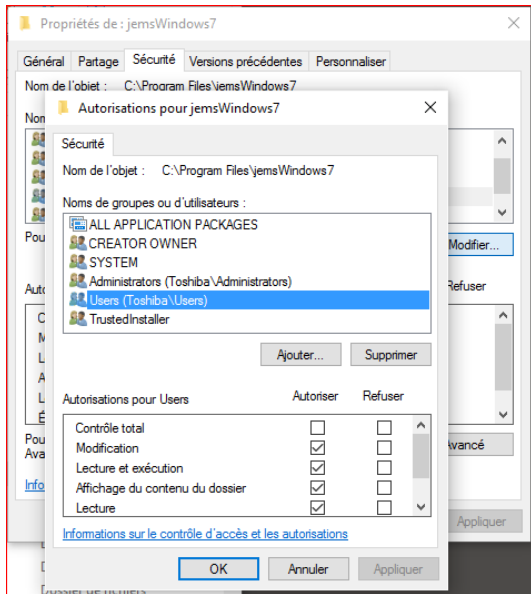 Propriétés de : jemsWindows7
Général Partage Sécurité Versions précédentes Personnaliser
Nom de l'objet : C:\Program Files\jemsWindows7
Autorisations pour jemsWindows7
Sécurité
Nom de l'objet : C:\Program Files\jemsWindows7
Noms de groupes ou d'utilisateurs :
ALL APPLICATION PACKAGES
CREATOR OWNER
SYSTEM
Administrators (Toshiba\Administrators)
Users (Toshiba\Users)
TrustedInstaller
Modifier...
Refuser
Ajouter... Supprimer
Autorisations pour Users Autoriser Refuser
Contrôle total
Modification
Lecture et exécution
Affichage du contenu du dossier
Lecture
Informations sur le contrôle d'accès et les autorisations
OK Annuler Appliquer
Pou
Ava
Info
Appliquer